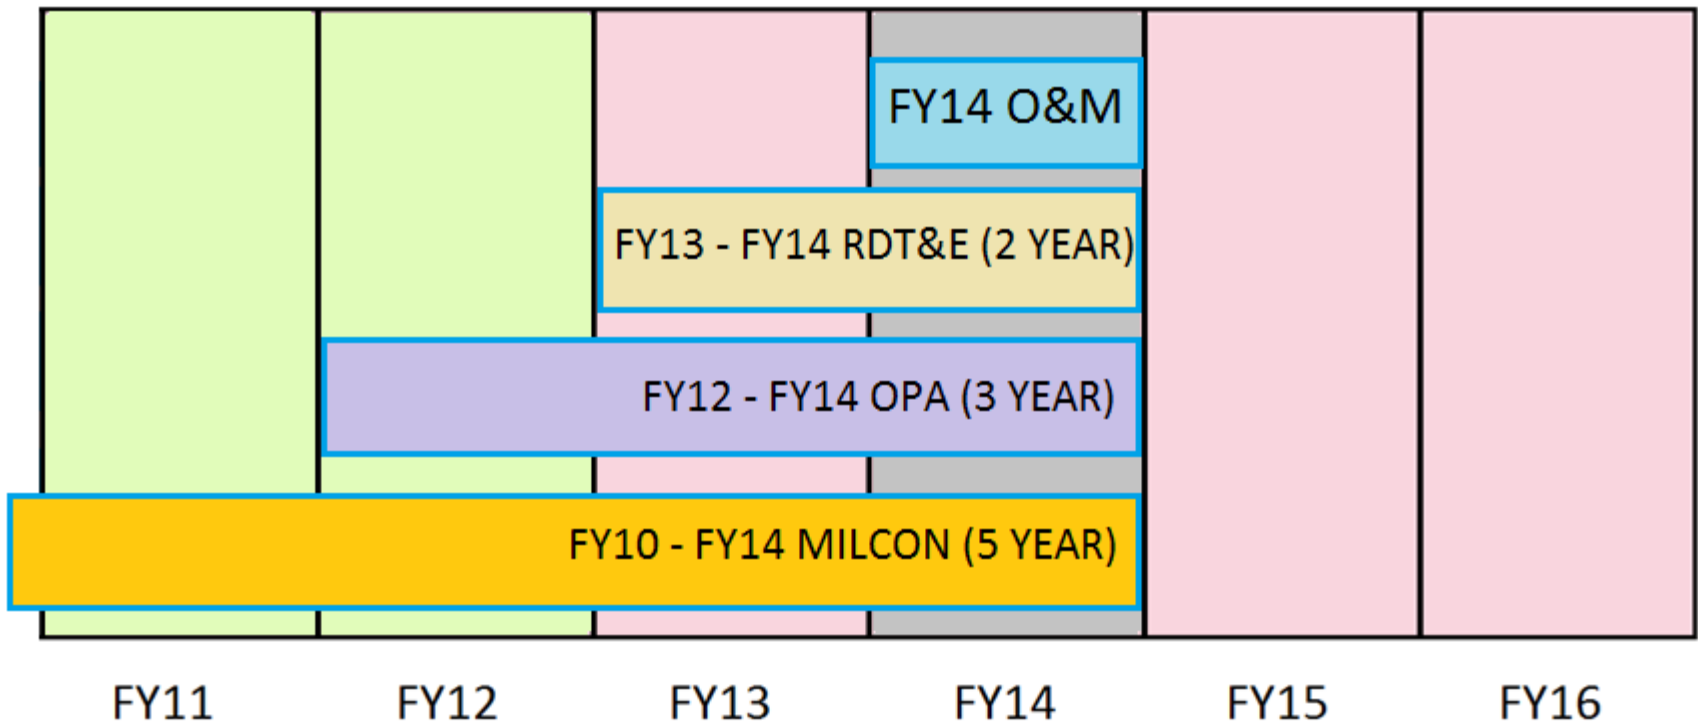 FY14 O&M
FY13 - FY14 RDT&E (2 YEAR)
FY12 - FY14 OPA (3 YEAR)
FY10 - FY14 MILCON (5 YEAR)
FY11 FY12 FY13 FY14 FY15 FY16